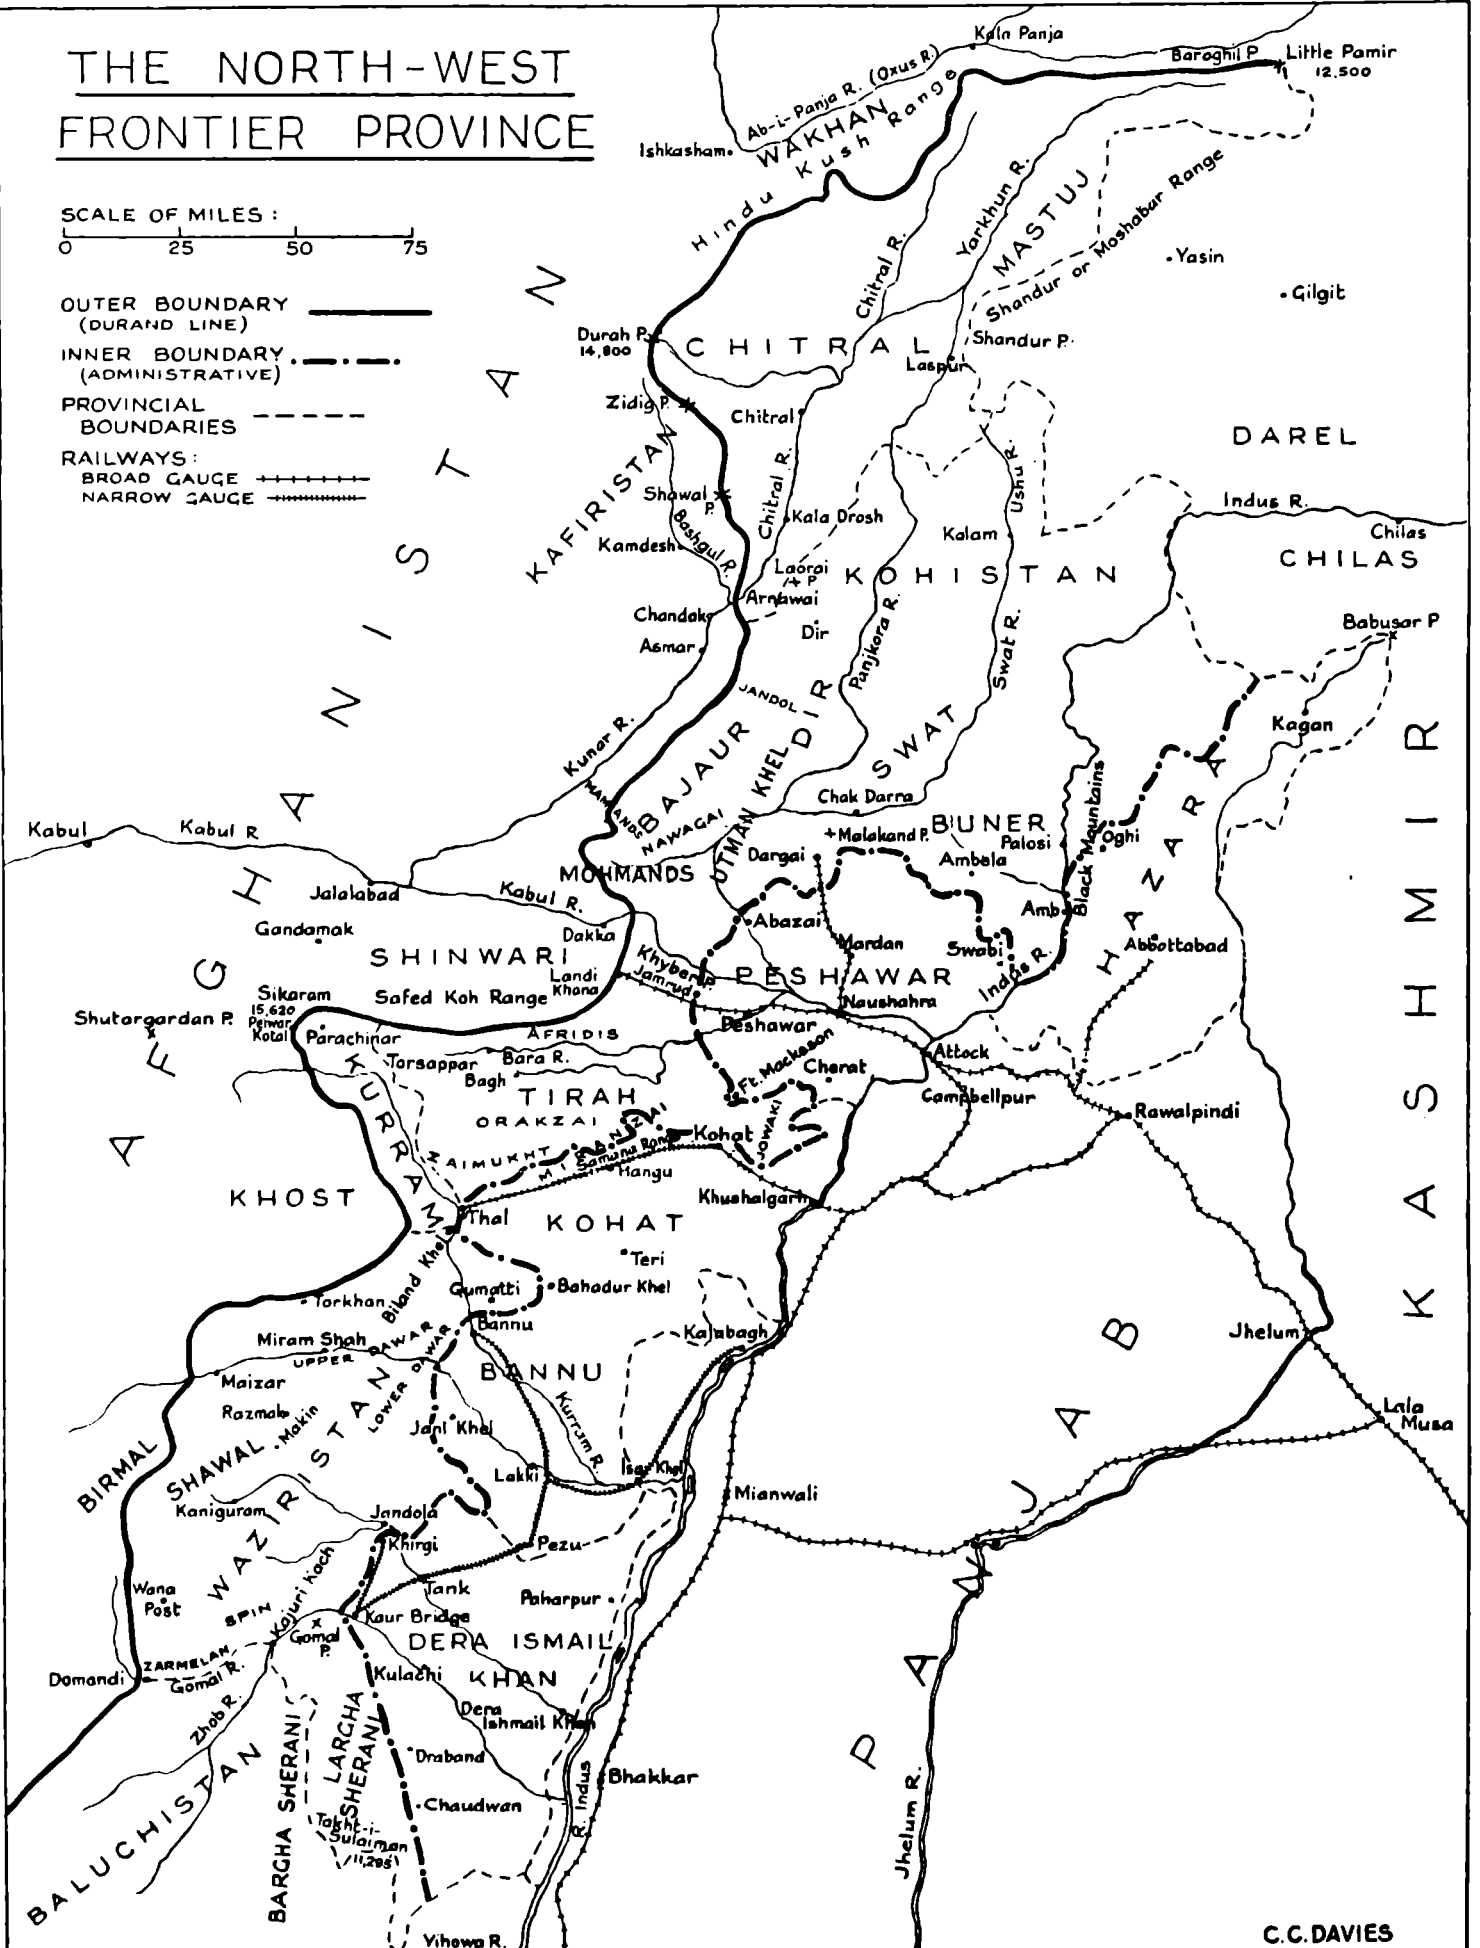 THE NORTH-WEST
FRONTIER PROVINCE
SCALE OF MILES :
0 25 50 75
OUTER BOUNDARY
(DURAND LINE)
INNER BOUNDARY
(ADMINISTRATIVE)
PROVINCIAL
BOUNDARIES
RAILWAYS:
BROAD GAUGE
NARROW GAUGE
AFGHANISTAN
Kala Panja
Baroghil P.
Little Pamir
12,500
Ab-i-Panja R. (Oxus R.)
WAKHAN
Ishkasham
Hindu Kush Range
Yarkhun R.
MASTUJ
Shandur or Moshabar Range
Yasin
Gilgit
Chitral R.
Durah P.
14,800
CHITRAL
Shandur P.
Laspur
Zidig P.
Chitral
DAREL
KAFIRISTAN
Chitral R.
Ushu R.
Shawal
P.
Kala Drosh
Kalam
Indus R.
Chilas
CHILAS
Bashgul R.
Kamdesh
Laorai
P
KOHISTAN
Arnawai
Chandak
Dir
Asmar
Panjkora R.
Swat R.
Babusar P
JANDOL
DIR
Kagan
Kunar R.
BAJAUR
SWAT
KASHMIR
MAMUNDS
NAWAGAI
UTMAN KHEL
Chak Darra
BUNER
Black Mountains
HAZARA
Kabul
Kabul R
Malakand P.
Palosi
Oghi
Dargai
Ambela
MOHMANDS
Jalalabad
Kabul R.
Amb
Gandamak
Abazai
Dakka
Mardan
Swabi
Abbottabad
SHINWARI
Khyber P.
PESHAWAR
Indus R.
Landi
Khana
Jamrud
Safed Koh Range
Naushahra
Sikaram
15,620
Peiwar
Kotal
Shutargardan P.
Parachinar
AFRIDIS
Peshawar
Attock
Torsappar
Bara R.
Bagh
Ft. Mackeson
Cherat
KURRAM
TIRAH
Campbellpur
ORAKZAI
Rawalpindi
JOWAKI
Kohat
ZAIMUKHT
MIRANZAI
Samana Range
Hangu
KHOST
Khushalgarh
Thal
KOHAT
Teri
Biland Khel
Bahadur Khel
Gumatti
Torkhan
Bannu
Kalabagh
Jhelum
Miram Shah
UPPER DAWAR
LOWER DAWAR
BANNU
Maizar
PANJAB
Razmak
Makin
Kurram R.
Lala
Musa
Jani Khel
BIRMAL
SHAWAL
WAZIRISTAN
Lakki
Isa Khel
Mianwali
Kaniguram
Jandola
Khirgi
Pezu
Kajuri Kach
Tank
Wana
Post
Paharpur
SPIN
Kaur Bridge
Gomal
P.
DERA ISMAIL
KHAN
ZARMELAN
Domandi
Gomal R.
Kulachi
Zhob R.
Dera
Ishmail Khan
LARGHA
SHERANI
BARGHA SHERANI
Draband
R. Indus
Bhakkar
BALUCHISTAN
Chaudwan
Jhelum R.
Takht-i-
Sulaiman
11,295
Vihowa R.
C.C. DAVIES